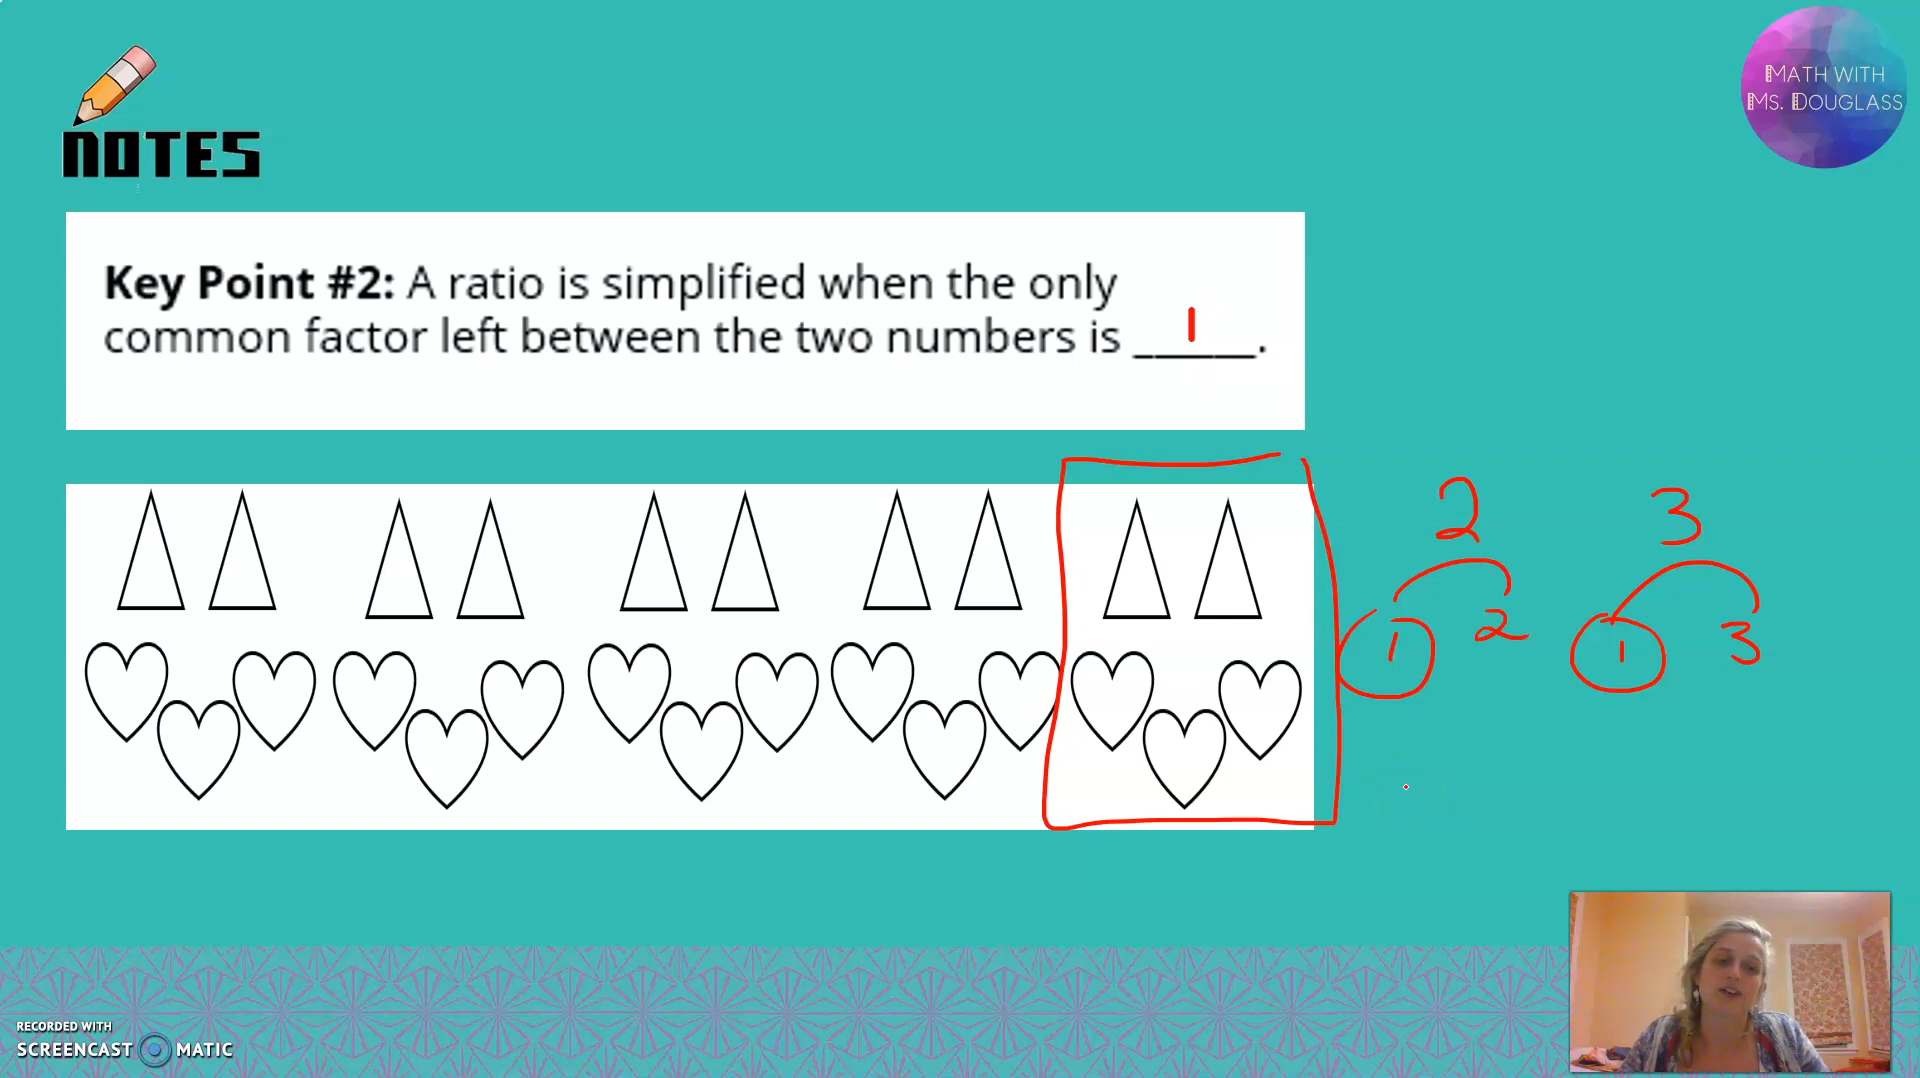 MATH WITH
MS. DOUGLASS
NOTES
Key Point #2: A ratio is simplified when the only
common factor left between the two numbers is __1__.
2 3
1 2 1 3
RECORDED WITH
SCREENCAST MATIC